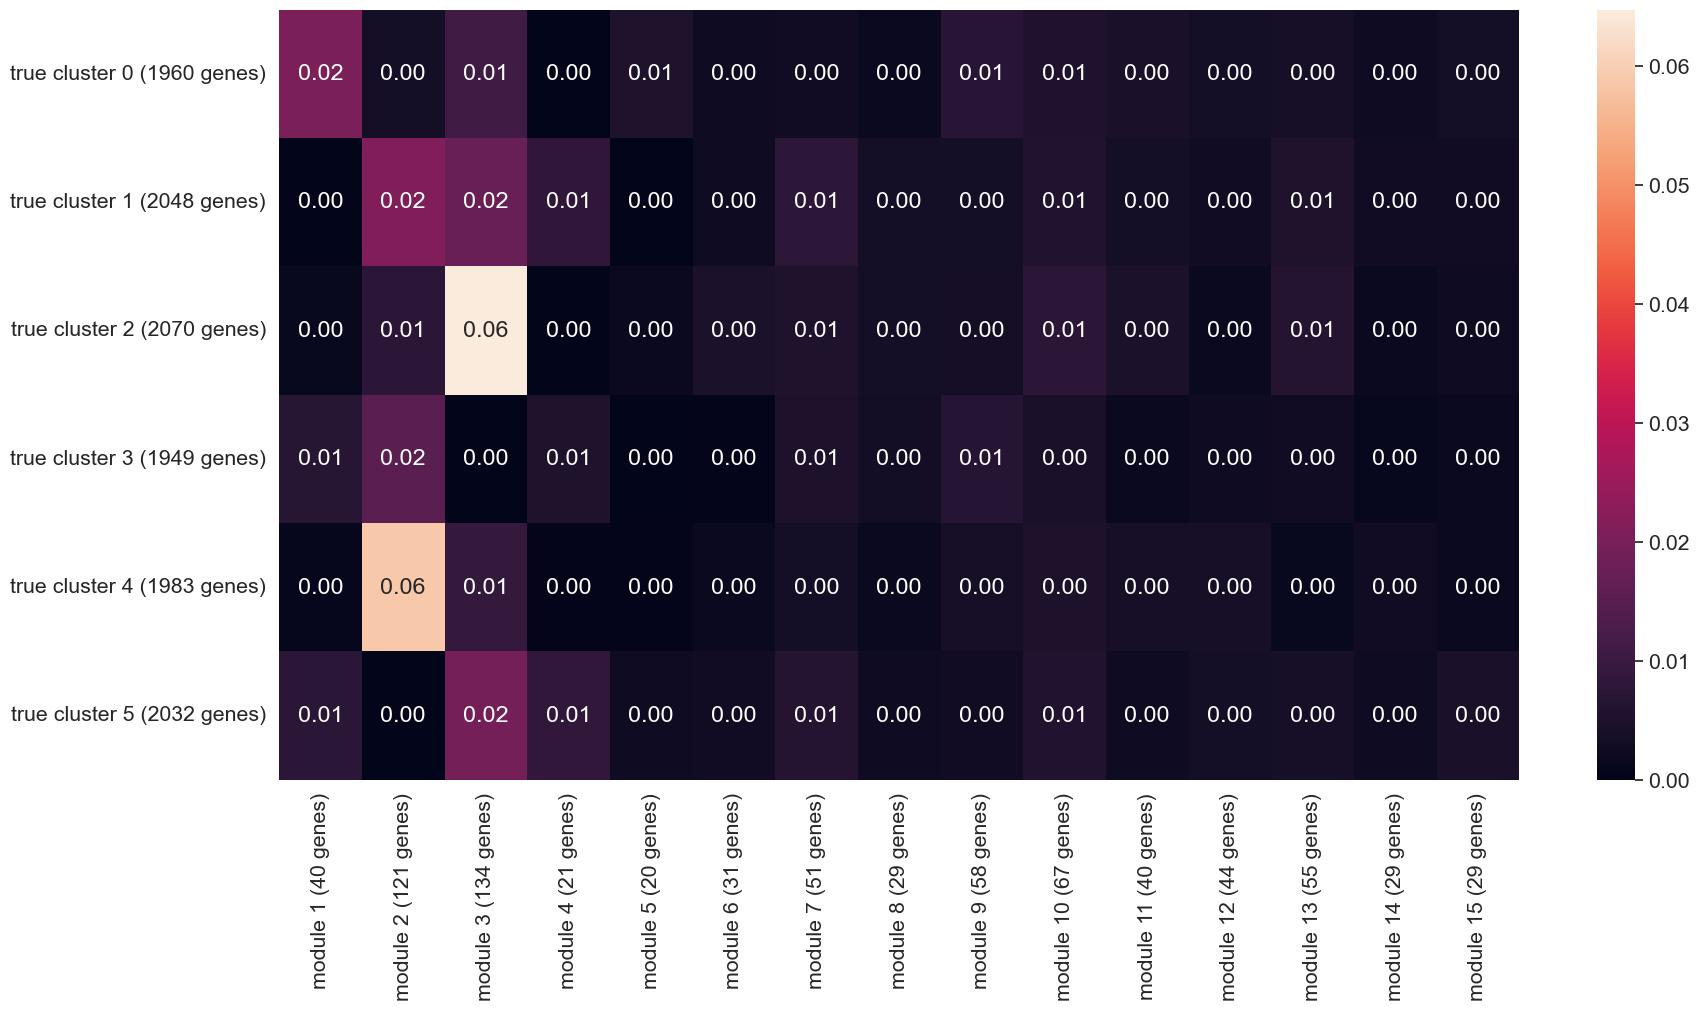 true cluster 0 (1960 genes) 0.02 0.00 0.01 0.00 0.01 0.00 0.00 0.00 0.01 0.01 0.00 0.00 0.00 0.00 0.00
true cluster 1 (2048 genes) 0.00 0.02 0.02 0.01 0.00 0.00 0.01 0.00 0.00 0.01 0.00 0.00 0.01 0.00 0.00
true cluster 2 (2070 genes) 0.00 0.01 0.06 0.00 0.00 0.00 0.01 0.00 0.00 0.01 0.00 0.00 0.01 0.00 0.00
true cluster 3 (1949 genes) 0.01 0.02 0.00 0.01 0.00 0.00 0.01 0.00 0.01 0.00 0.00 0.00 0.00 0.00 0.00
true cluster 4 (1983 genes) 0.00 0.06 0.01 0.00 0.00 0.00 0.00 0.00 0.00 0.00 0.00 0.00 0.00 0.00 0.00
true cluster 5 (2032 genes) 0.01 0.00 0.02 0.01 0.00 0.00 0.01 0.00 0.00 0.01 0.00 0.00 0.00 0.00 0.00
module 1 (40 genes)
module 2 (121 genes)
module 3 (134 genes)
module 4 (21 genes)
module 5 (20 genes)
module 6 (31 genes)
module 7 (51 genes)
module 8 (29 genes)
module 9 (58 genes)
module 10 (67 genes)
module 11 (40 genes)
module 12 (44 genes)
module 13 (55 genes)
module 14 (29 genes)
module 15 (29 genes)
0.06
0.05
0.04
0.03
0.02
0.01
0.00